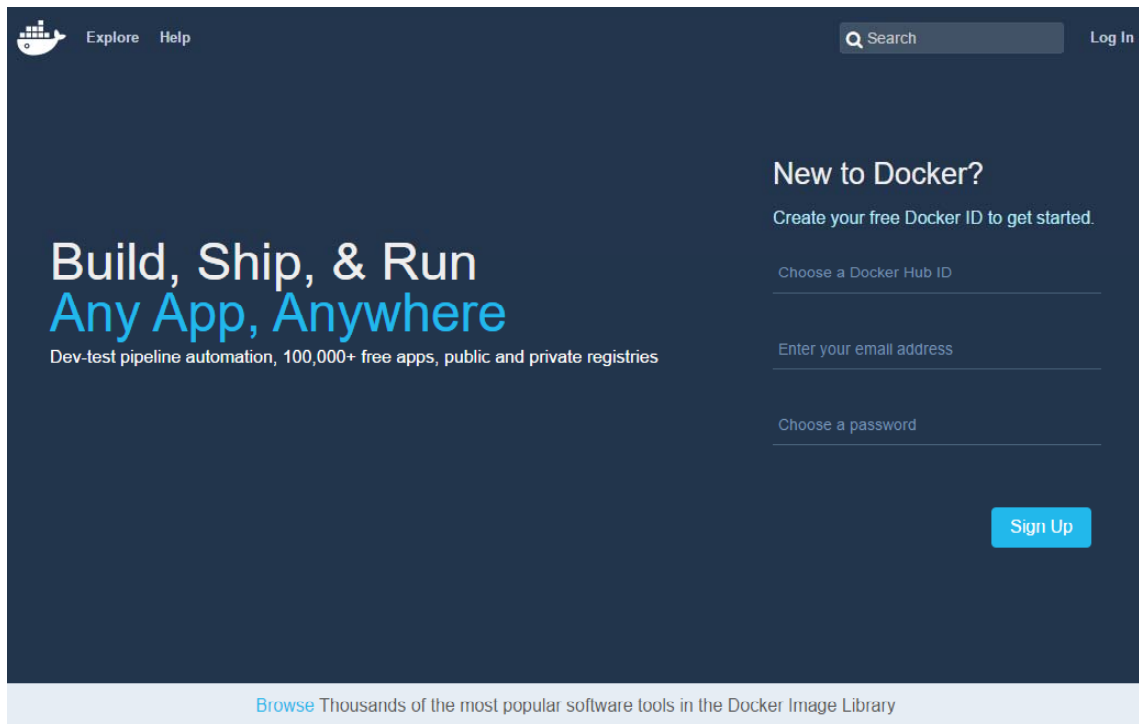 Explore Help
Search
Log In
New to Docker?
Create your free Docker ID to get started.
Build, Ship, & Run
Any App, Anywhere
Dev-test pipeline automation, 100,000+ free apps, public and private registries
Choose a Docker Hub ID
Enter your email address
Choose a password
Sign Up
Browse Thousands of the most popular software tools in the Docker Image Library